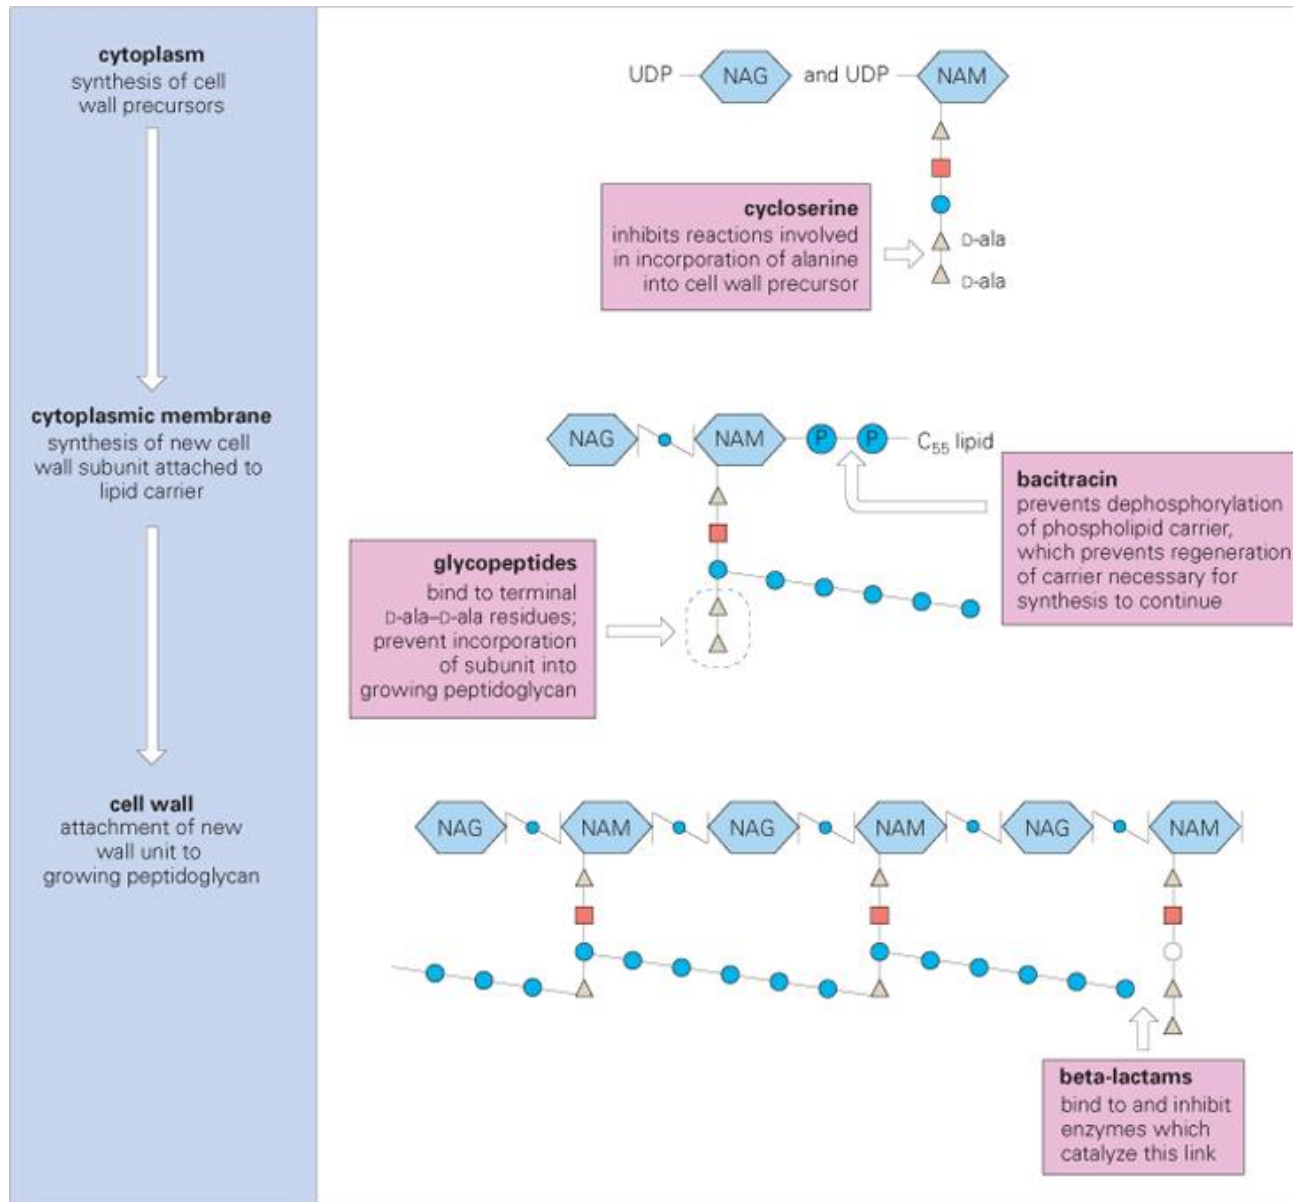 cytoplasm
synthesis of cell
wall precursors
UDP NAG and UDP NAM
cycloserine
inhibits reactions involved
in incorporation of alanine
into cell wall precursor
D-ala
D-ala
cytoplasmic membrane
synthesis of new cell
wall subunit attached to
lipid carrier
NAG NAM P P C55 lipid
bacitracin
prevents dephosphorylation
of phospholipid carrier,
which prevents regeneration
of carrier necessary for
synthesis to continue
glycopeptides
bind to terminal
D-ala–D-ala residues;
prevent incorporation
of subunit into
growing peptidoglycan
cell wall
attachment of new
wall unit to
growing peptidoglycan
NAG NAM NAG NAM NAG NAM
beta-lactams
bind to and inhibit
enzymes which
catalyze this link